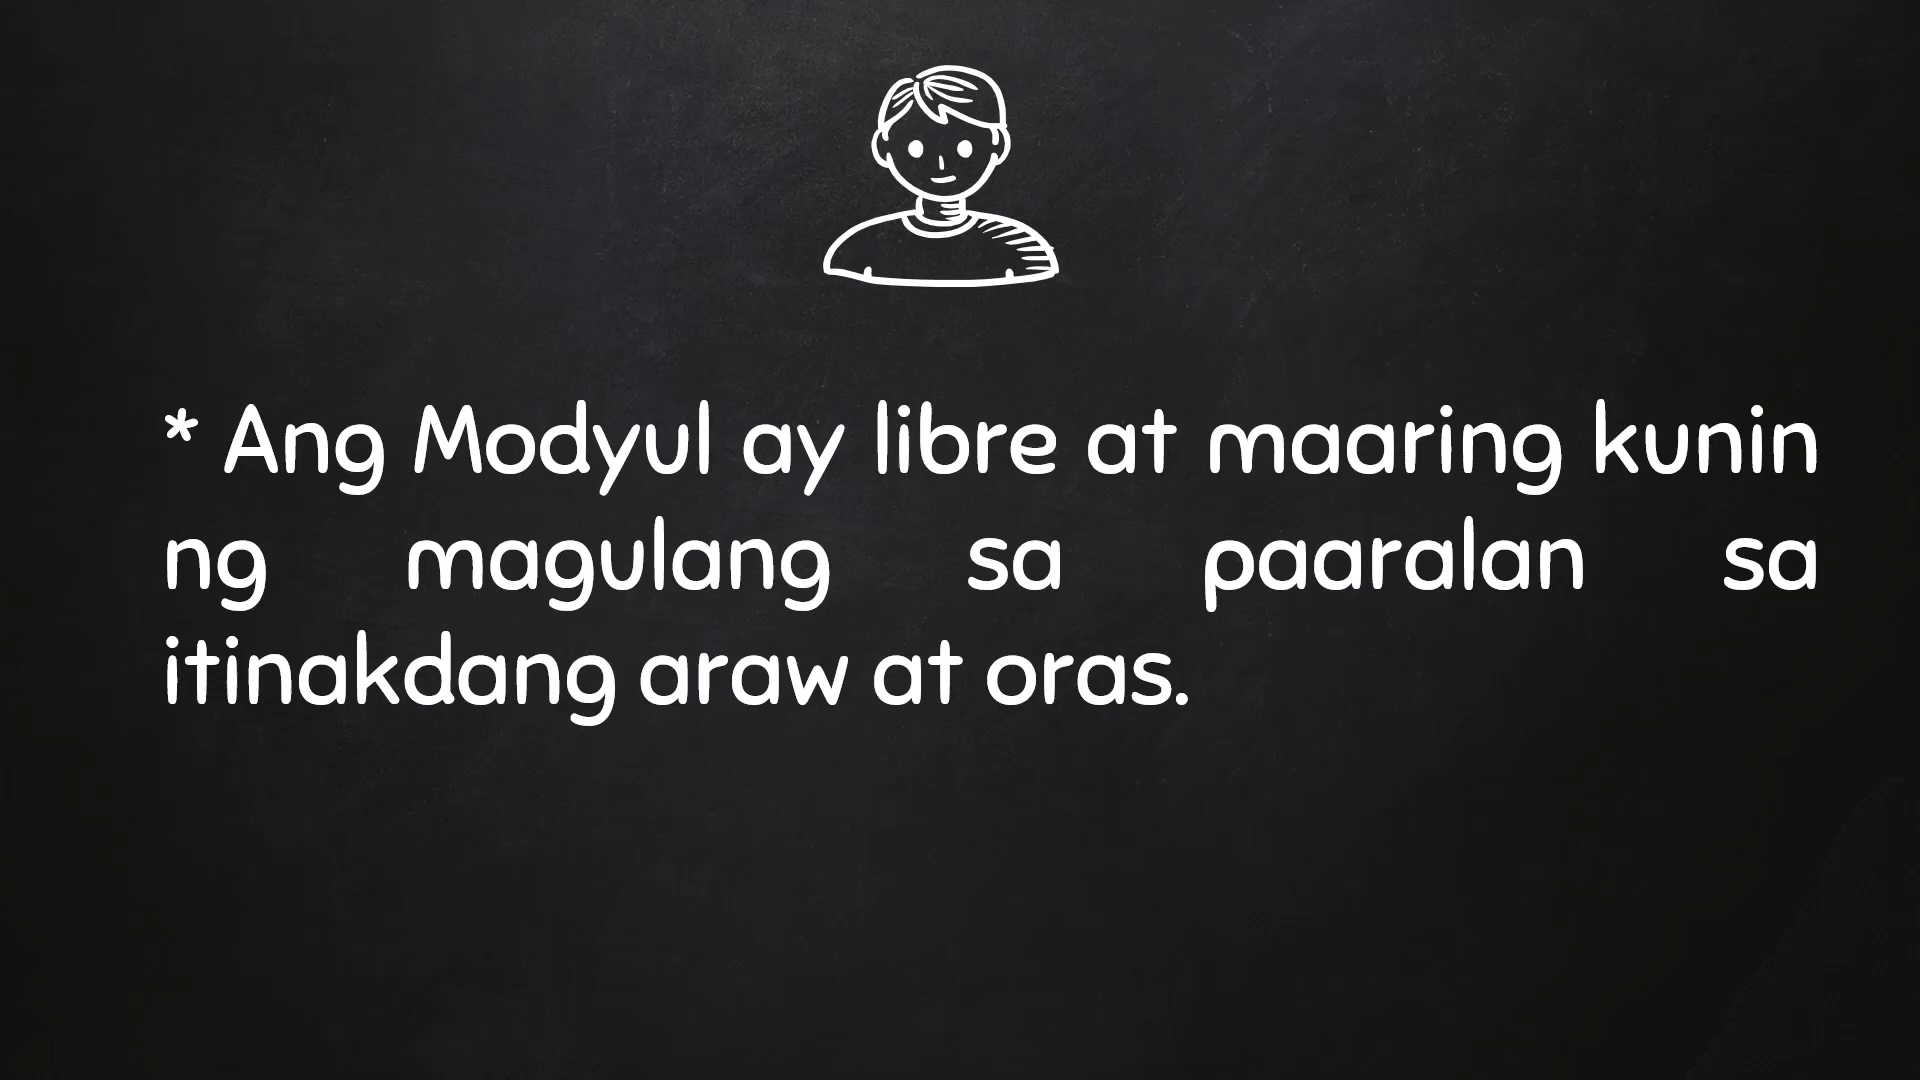 * Ang Modyul ay libre at maaring kunin
ng magulang sa paaralan sa
itinakdang araw at oras.